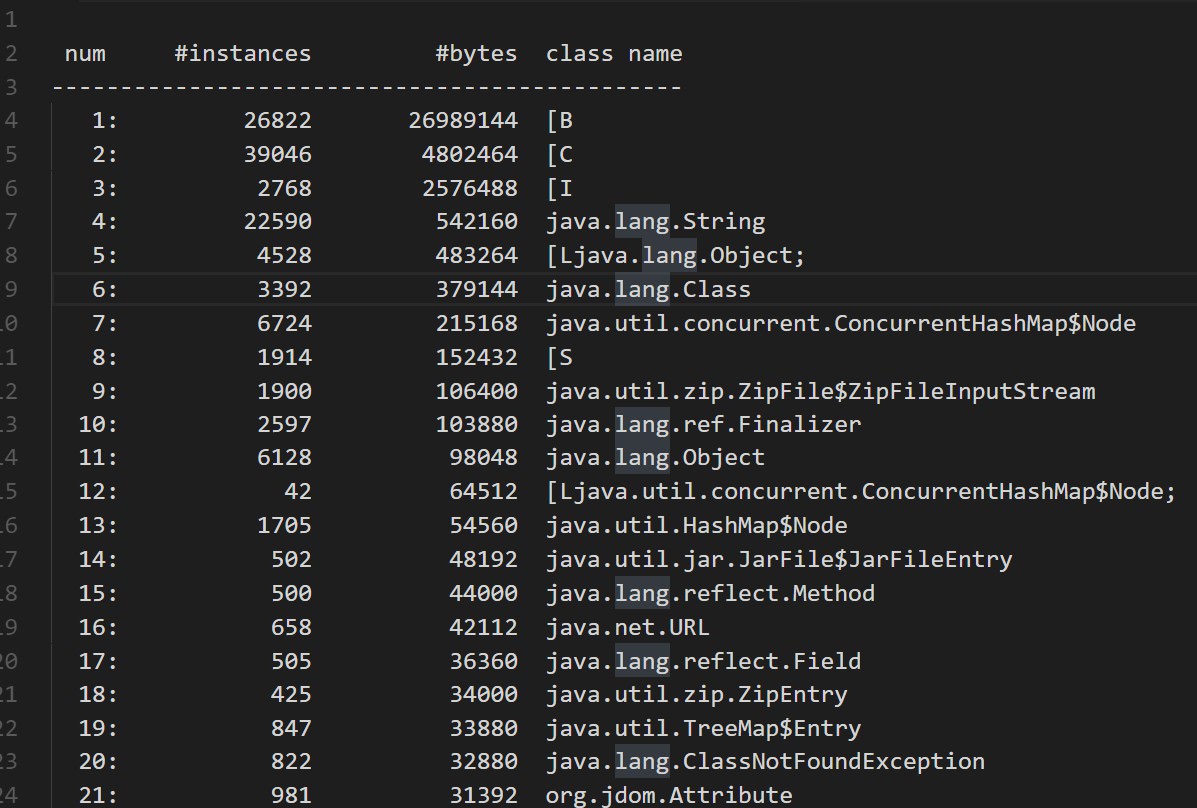 1
2 num #instances #bytes class name
3 ----------------------------------------------
4 1: 26822 26989144 [B
5 2: 39046 4802464 [C
6 3: 2768 2576488 [I
7 4: 22590 542160 java.lang.String
8 5: 4528 483264 [Ljava.lang.Object;
9 6: 3392 379144 java.lang.Class
10 7: 6724 215168 java.util.concurrent.ConcurrentHashMap$Node
11 8: 1914 152432 [S
12 9: 1900 106400 java.util.zip.ZipFile$ZipFileInputStream
13 10: 2597 103880 java.lang.ref.Finalizer
14 11: 6128 98048 java.lang.Object
15 12: 42 64512 [Ljava.util.concurrent.ConcurrentHashMap$Node;
16 13: 1705 54560 java.util.HashMap$Node
17 14: 502 48192 java.util.jar.JarFile$JarFileEntry
18 15: 500 44000 java.lang.reflect.Method
19 16: 658 42112 java.net.URL
20 17: 505 36360 java.lang.reflect.Field
21 18: 425 34000 java.util.zip.ZipEntry
22 19: 847 33880 java.util.TreeMap$Entry
23 20: 822 32880 java.lang.ClassNotFoundException
24 21: 981 31392 org.jdom.Attribute